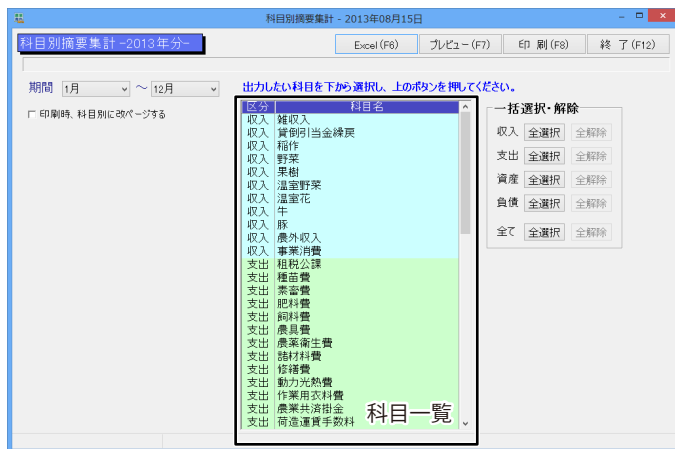 科目別摘要集計 - 2013年08月15日
科目別摘要集計 -2013年分-
Excel(F6) プレビュー(F7) 印 刷(F8) 終 了(F12)
期間 1月 ～ 12月
出力したい科目を下から選択し、上のボタンを押してください。
印刷時、科目別に改ページする
区分 科目名
収入 雑収入
収入 貸倒引当金繰戻
収入 稲作
収入 野菜
収入 果樹
収入 温室野菜
収入 温室花
収入 牛
収入 豚
収入 農外収入
収入 事業消費
支出 租税公課
支出 種苗費
支出 素畜費
支出 肥料費
支出 飼料費
支出 農具費
支出 農薬衛生費
支出 諸材料費
支出 修繕費
支出 動力光熱費
支出 作業用衣料費
支出 農業共済掛金
支出 荷造運賃手数料
科目一覧
一括選択・解除
収入 全選択 全解除
支出 全選択 全解除
資産 全選択 全解除
負債 全選択 全解除
全て 全選択 全解除